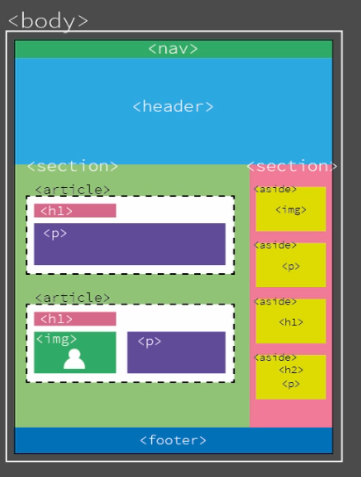 <body>
<nav>
<header>
<section>
<article>
<h1>
<p>
<article>
<h1>
<img>
<p>
<section>
<aside>
<img>
<aside>
<p>
<aside>
<h1>
<aside>
<h2>
<p>
<footer>